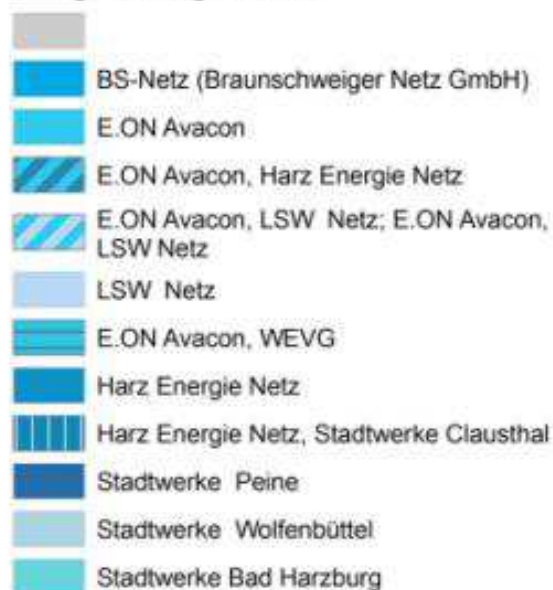 BS-Netz (Braunschweiger Netz GmbH)
E.ON Avacon
E.ON Avacon, Harz Energie Netz
E.ON Avacon, LSW Netz; E.ON Avacon,
LSW Netz
LSW Netz
E.ON Avacon, WEVG
Harz Energie Netz
Harz Energie Netz, Stadtwerke Clausthal
Stadtwerke Peine
Stadtwerke Wolfenbüttel
Stadtwerke Bad Harzburg